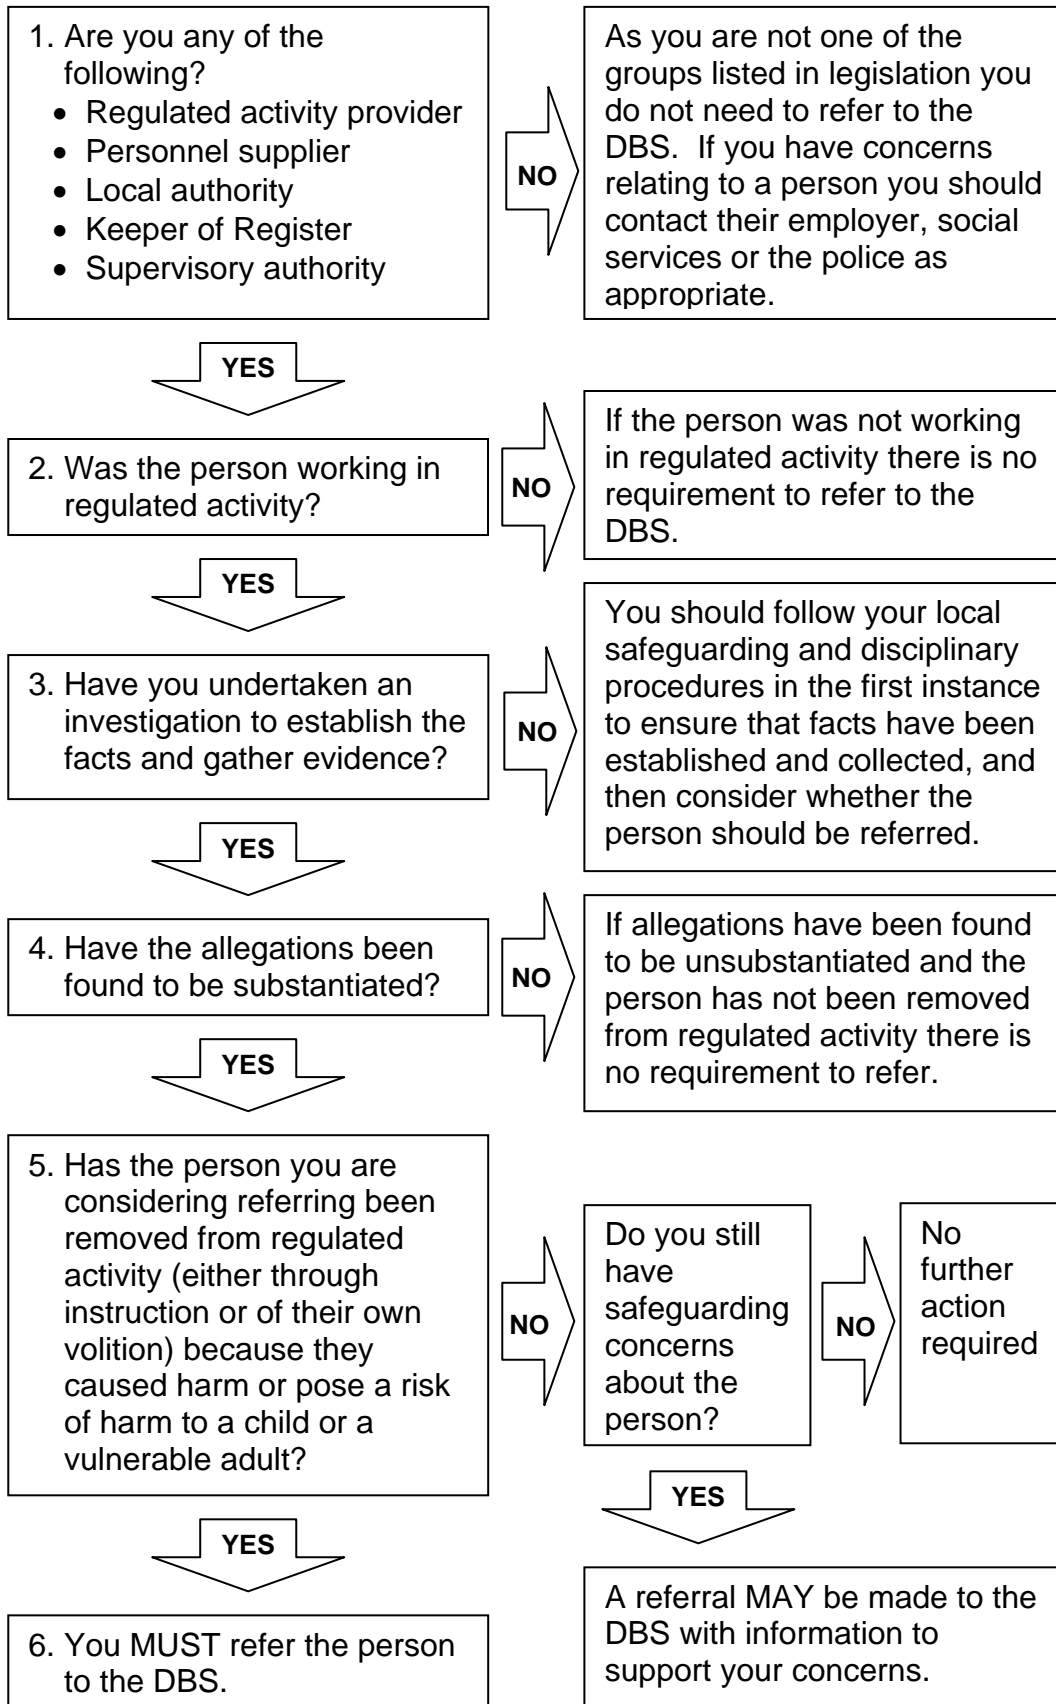 1. Are you any of the
following?
• Regulated activity provider
• Personnel supplier
• Local authority
• Keeper of Register
• Supervisory authority
NO
As you are not one of the
groups listed in legislation you
do not need to refer to the
DBS.  If you have concerns
relating to a person you should
contact their employer, social
services or the police as
appropriate.
YES
2. Was the person working in
regulated activity?
NO
If the person was not working
in regulated activity there is no
requirement to refer to the
DBS.
YES
3. Have you undertaken an
investigation to establish the
facts and gather evidence?
NO
You should follow your local
safeguarding and disciplinary
procedures in the first instance
to ensure that facts have been
established and collected, and
then consider whether the
person should be referred.
YES
4. Have the allegations been
found to be substantiated?
NO
If allegations have been found
to be unsubstantiated and the
person has not been removed
from regulated activity there is
no requirement to refer.
YES
5. Has the person you are
considering referring been
removed from regulated
activity (either through
instruction or of their own
volition) because they
caused harm or pose a risk
of harm to a child or a
vulnerable adult?
NO
Do you still
have
safeguarding
concerns
about the
person?
NO
No
further
action
required
YES
YES
6. You MUST refer the person
to the DBS.
A referral MAY be made to the
DBS with information to
support your concerns.